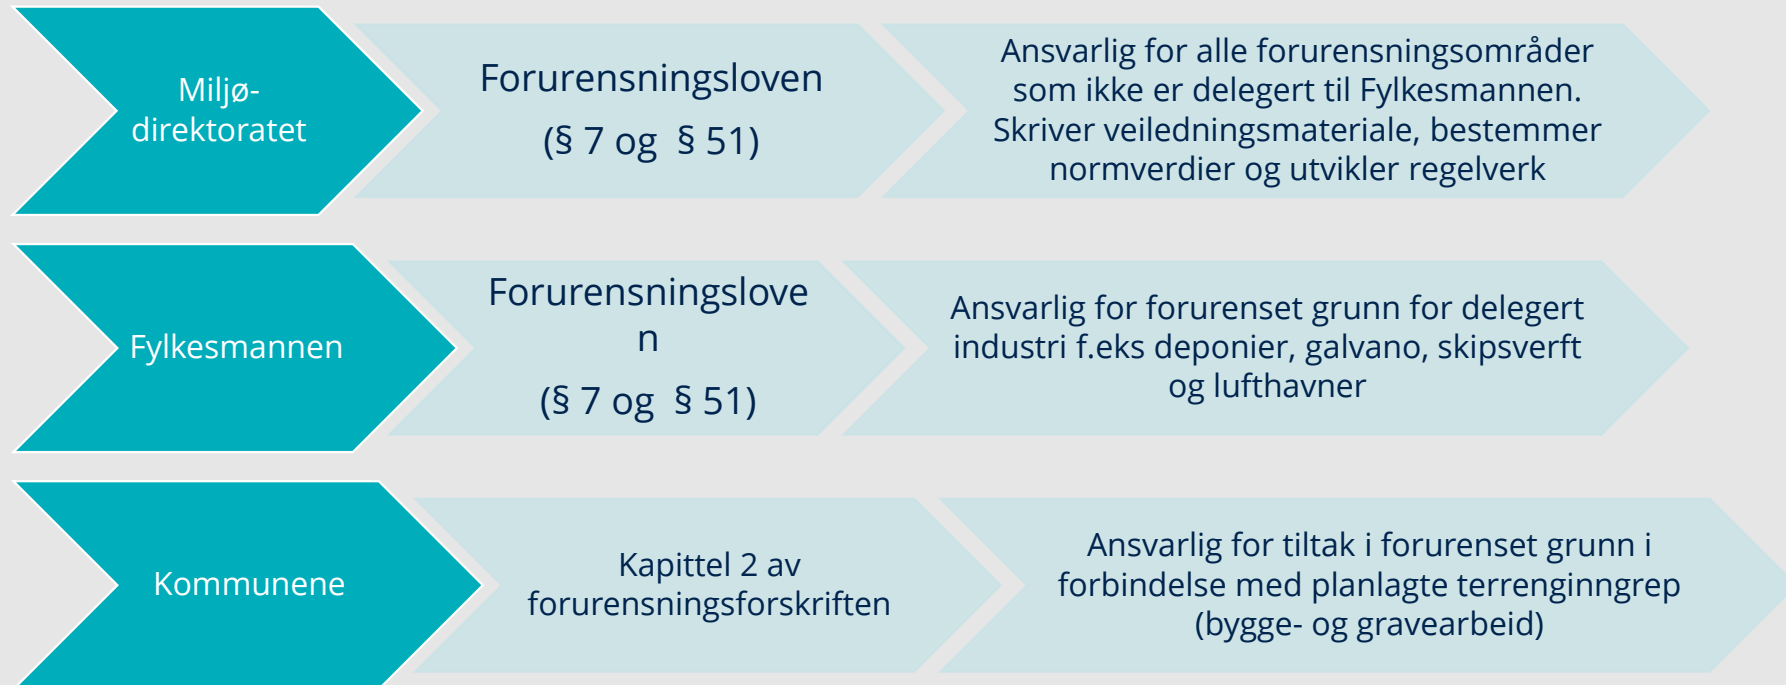 Miljø-
direktoratet
Forurensningsloven
(§ 7 og  § 51)
Ansvarlig for alle forurensningsområder
som ikke er delegert til Fylkesmannen.
Skriver veiledningsmateriale, bestemmer
normverdier og utvikler regelverk
Fylkesmannen
Forurensningslove
n
(§ 7 og  § 51)
Ansvarlig for forurenset grunn for delegert
industri f.eks deponier, galvano, skipsverft
og lufthavner
Kommunene
Kapittel 2 av
forurensningsforskriften
Ansvarlig for tiltak i forurenset grunn i
forbindelse med planlagte terrenginngrep
(bygge- og gravearbeid)